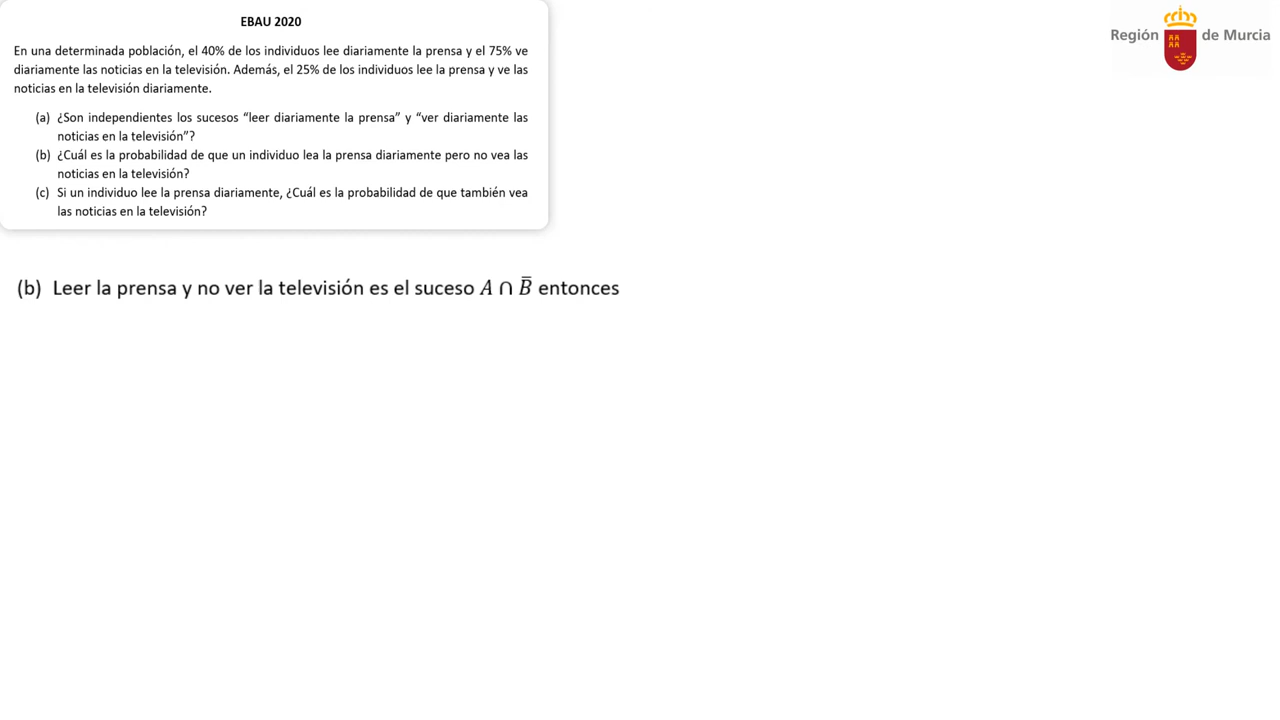 EBAU 2020
En una determinada población, el 40% de los individuos lee diariamente la prensa y el 75% ve
diariamente las noticias en la televisión. Además, el 25% de los individuos lee la prensa y ve las
noticias en la televisión diariamente.
(a) ¿Son independientes los sucesos “leer diariamente la prensa” y “ver diariamente las
noticias en la televisión”?
(b) ¿Cuál es la probabilidad de que un individuo lea la prensa diariamente pero no vea las
noticias en la televisión?
(c) Si un individuo lee la prensa diariamente, ¿Cuál es la probabilidad de que también vea
las noticias en la televisión?
Región de Murcia
(b) Leer la prensa y no ver la televisión es el suceso A ∩ B̅ entonces